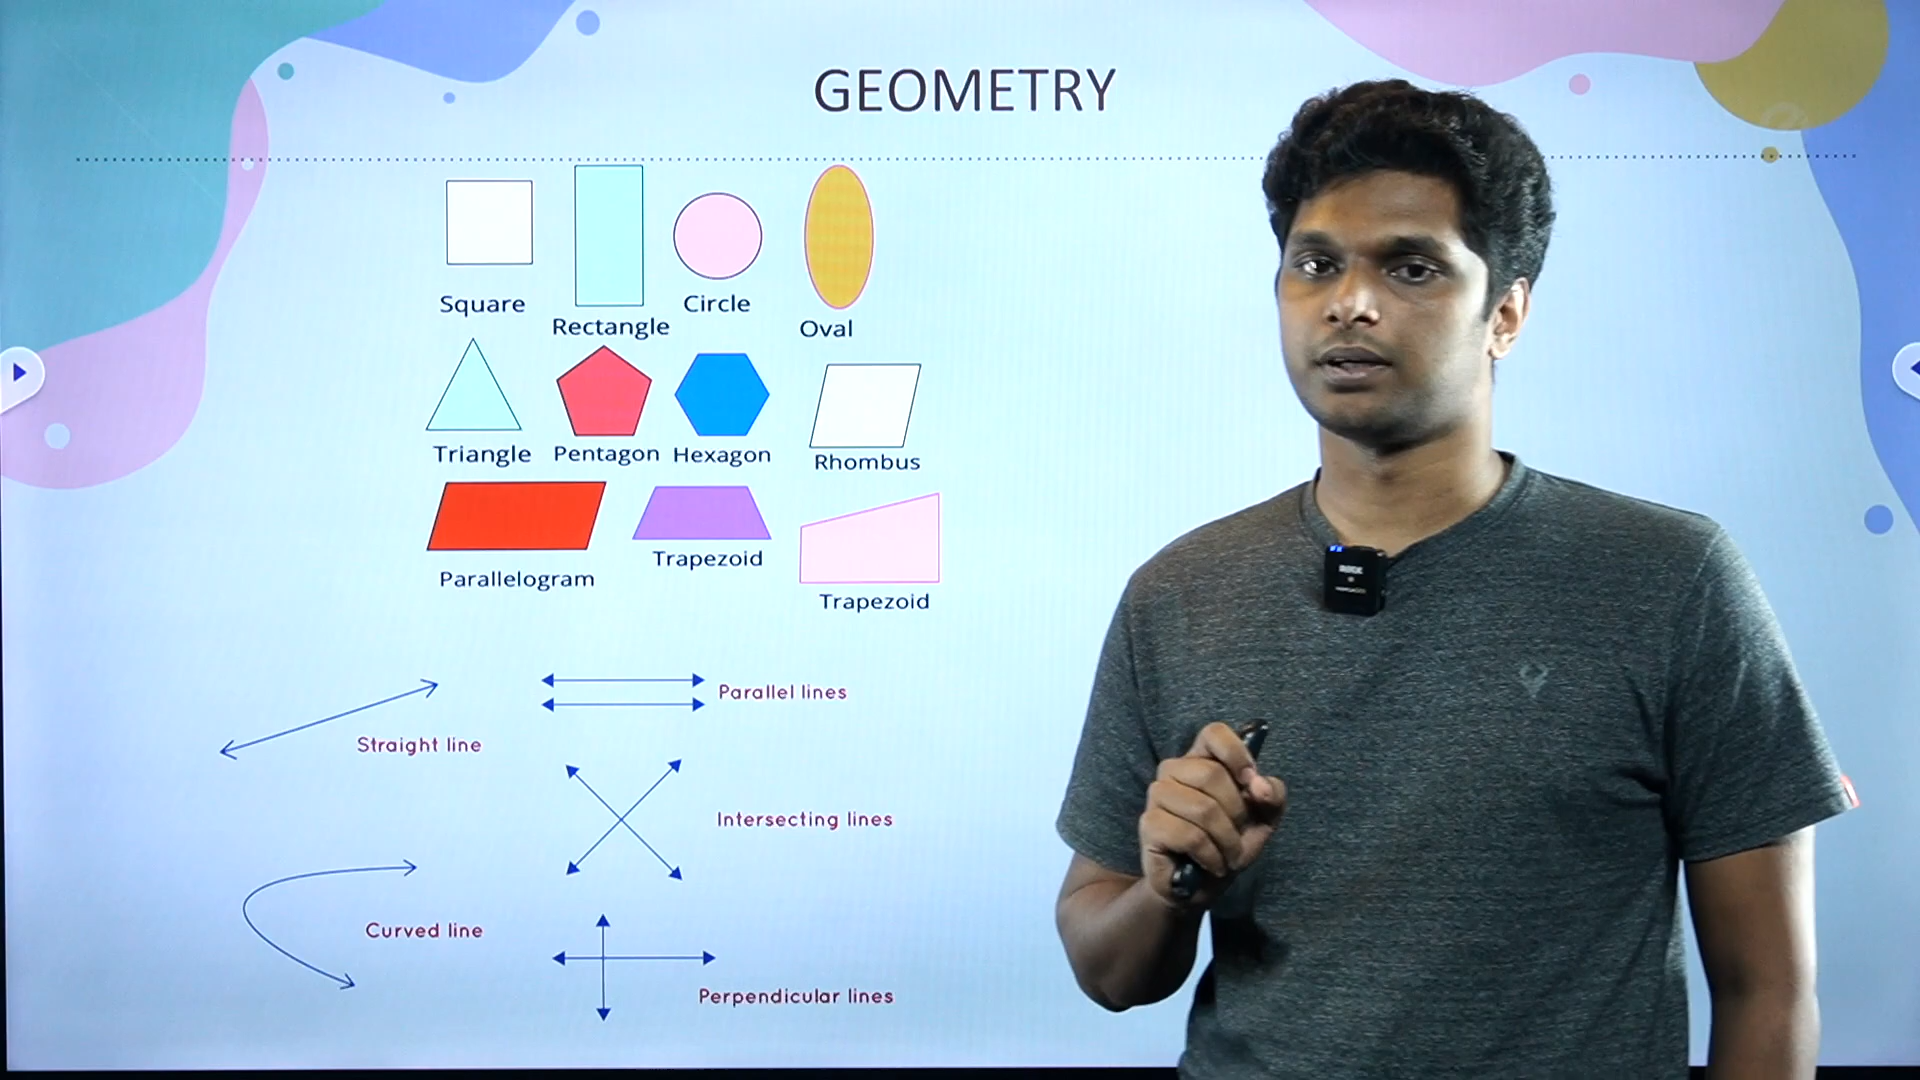 GEOMETRY
Square
Rectangle
Circle
Oval
Triangle
Pentagon
Hexagon
Rhombus
Parallelogram
Trapezoid
Trapezoid
Straight line
Parallel lines
Intersecting lines
Curved line
Perpendicular lines